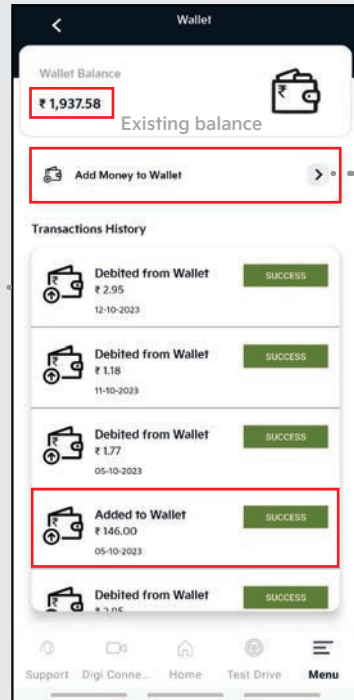 Wallet
Wallet Balance
₹ 1,937.58
₹
Existing balance
Add Money to Wallet
Transactions History
Debited from Wallet
SUCCESS
₹ 2.95
12-10-2023
Debited from Wallet
SUCCESS
₹ 1.18
11-10-2023
Debited from Wallet
SUCCESS
₹ 1.77
05-10-2023
Added to Wallet
SUCCESS
₹ 146.00
05-10-2023
Debited from Wallet
SUCCESS
Support Digi Conne... Home Test Drive Menu